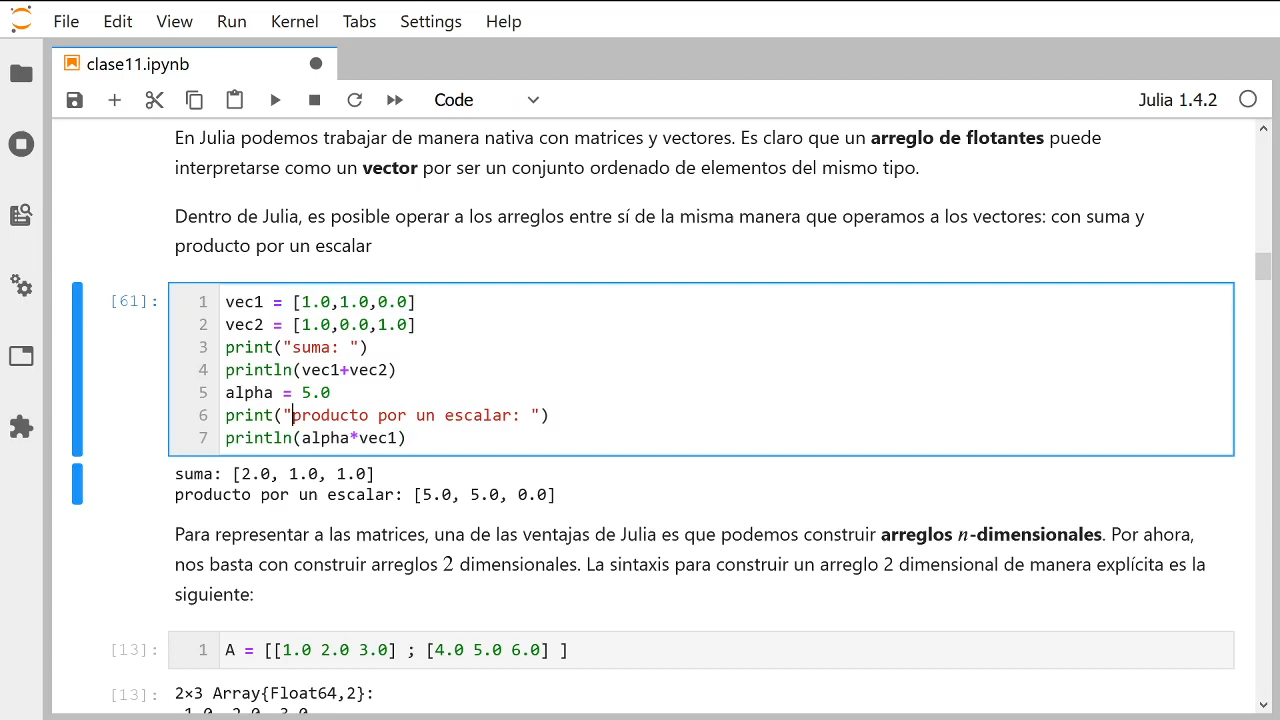 File Edit View Run Kernel Tabs Settings Help
clase11.ipynb
Code
Julia 1.4.2
En Julia podemos trabajar de manera nativa con matrices y vectores. Es claro que un arreglo de flotantes puede
interpretarse como un vector por ser un conjunto ordenado de elementos del mismo tipo.
Dentro de Julia, es posible operar a los arreglos entre sí de la misma manera que operamos a los vectores: con suma y
producto por un escalar
[61]:
1 vec1 = [1.0,1.0,0.0]
2 vec2 = [1.0,0.0,1.0]
3 print("suma: ")
4 println(vec1+vec2)
5 alpha = 5.0
6 print("producto por un escalar: ")
7 println(alpha*vec1)
suma: [2.0, 1.0, 1.0]
producto por un escalar: [5.0, 5.0, 0.0]
Para representar a las matrices, una de las ventajas de Julia es que podemos construir arreglos n-dimensionales. Por ahora,
nos basta con construir arreglos 2 dimensionales. La sintaxis para construir un arreglo 2 dimensional de manera explícita es la
siguiente:
[13]: 1 A = [[1.0 2.0 3.0] ; [4.0 5.0 6.0] ]
[13]: 2×3 Array{Float64,2}:
1.0 2.0 3.0